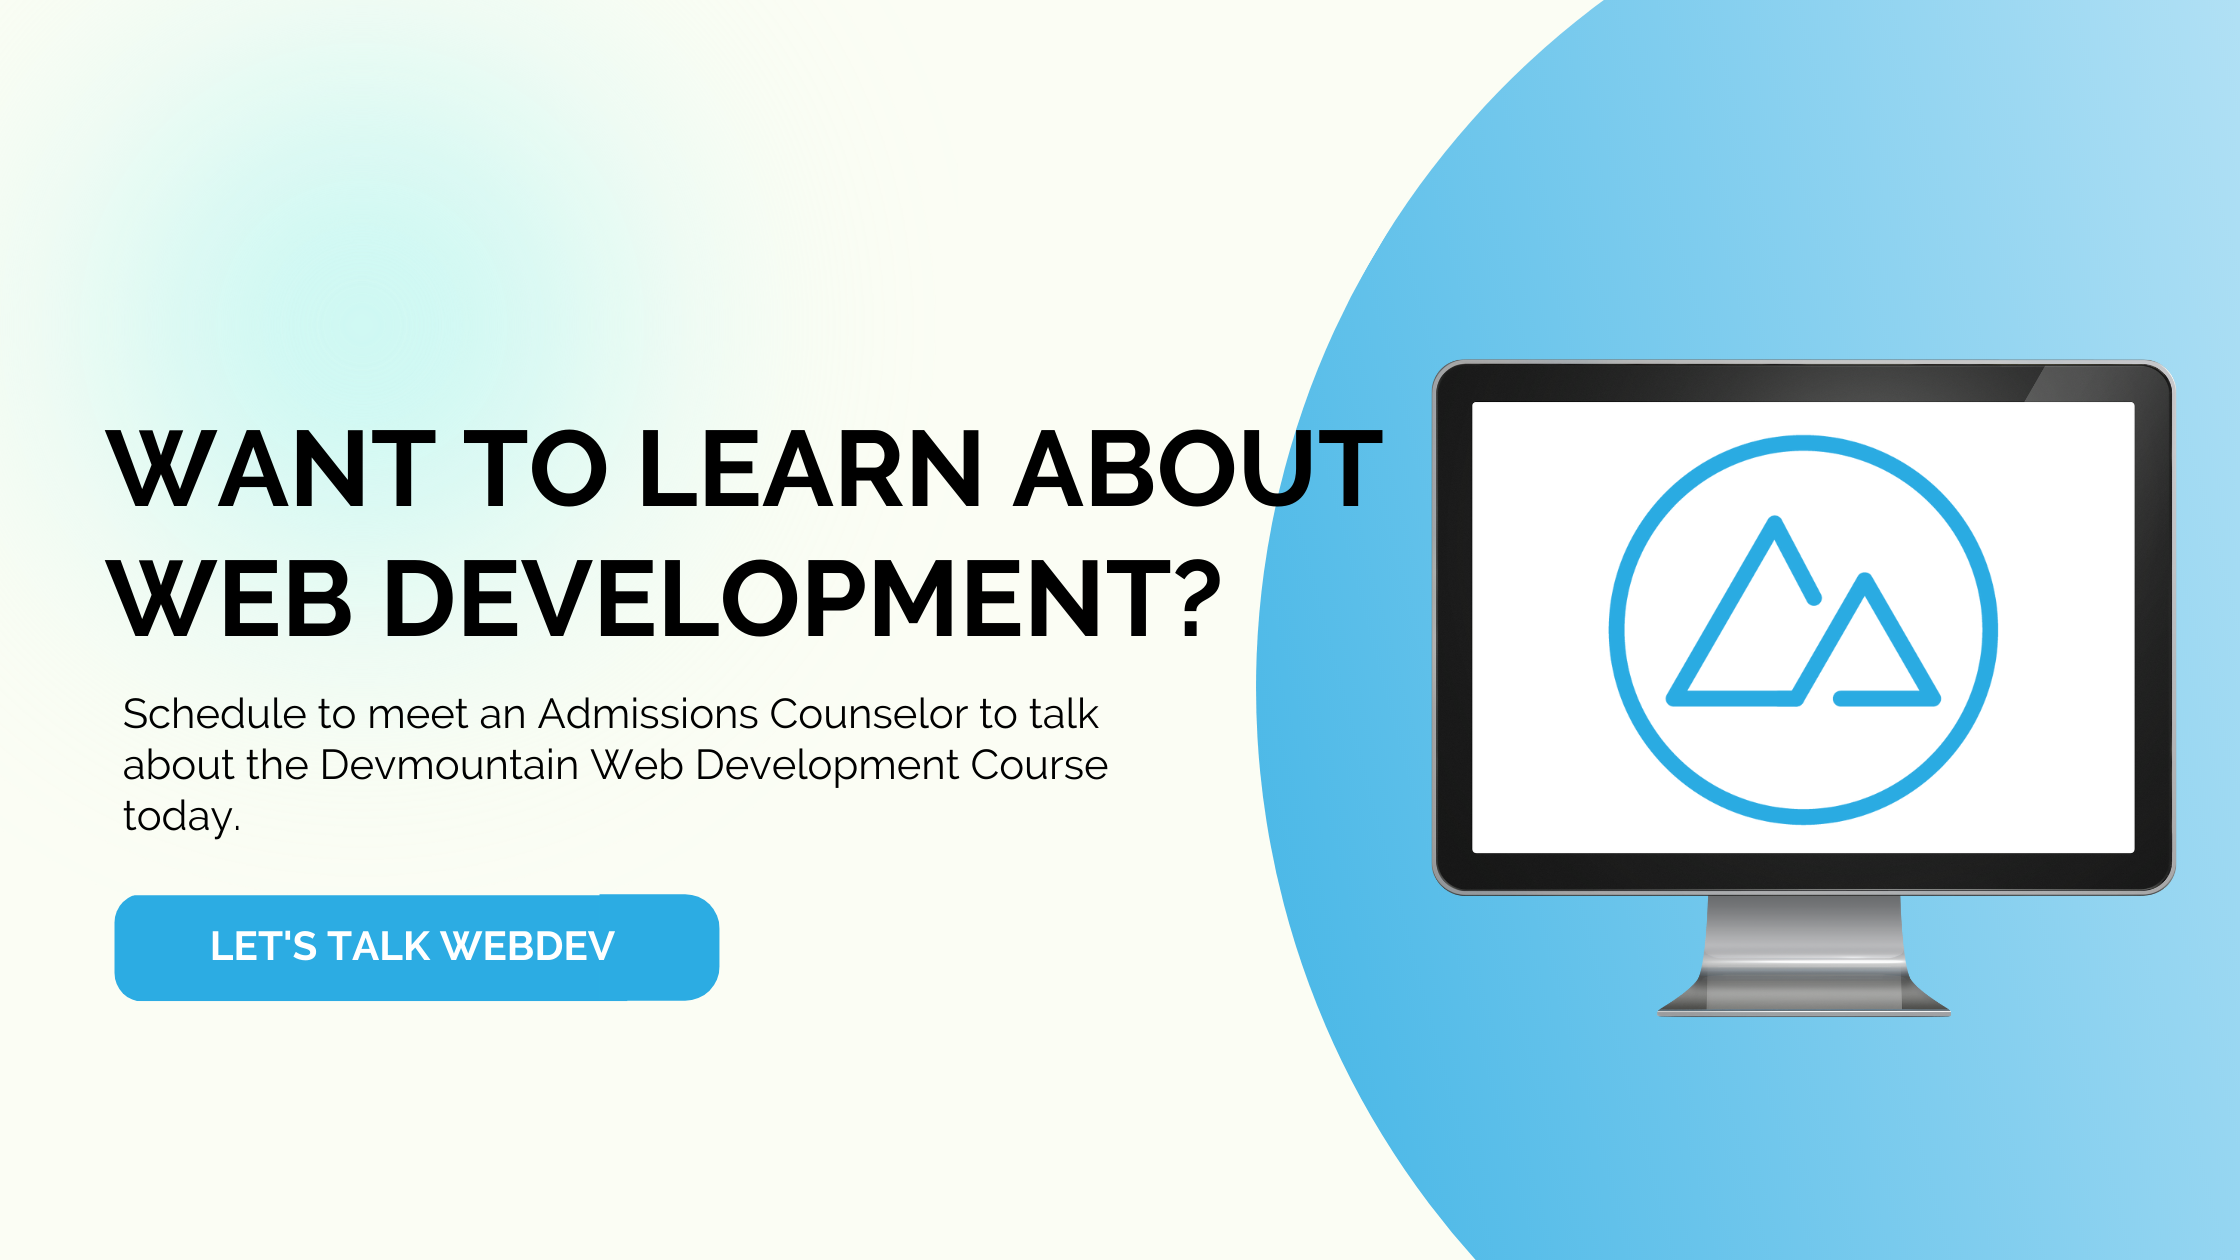 WANT TO LEARN ABOUT
WEB DEVELOPMENT?
Schedule to meet an Admissions Counselor to talk
about the Devmountain Web Development Course
today.
LET'S TALK WEBDEV